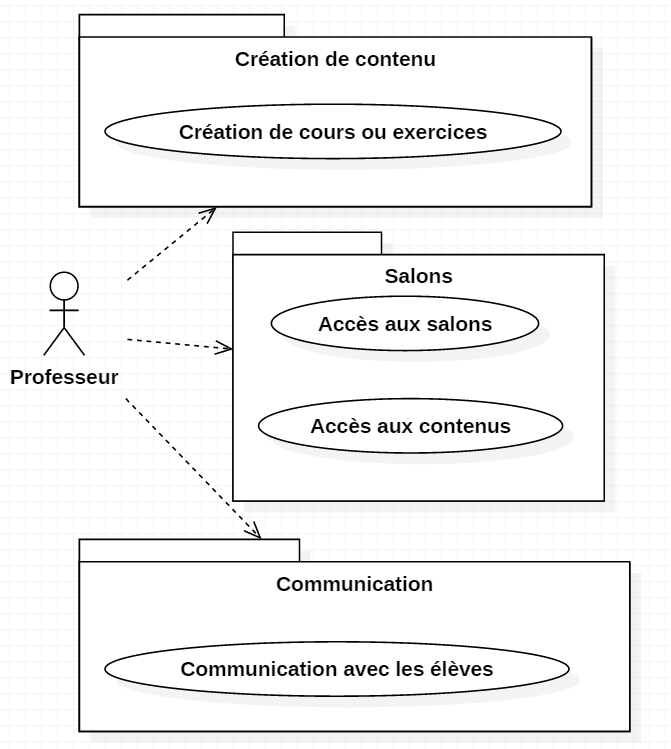 Création de contenu
Création de cours ou exercices
Salons
Accès aux salons
Professeur
Accès aux contenus
Communication
Communication avec les élèves